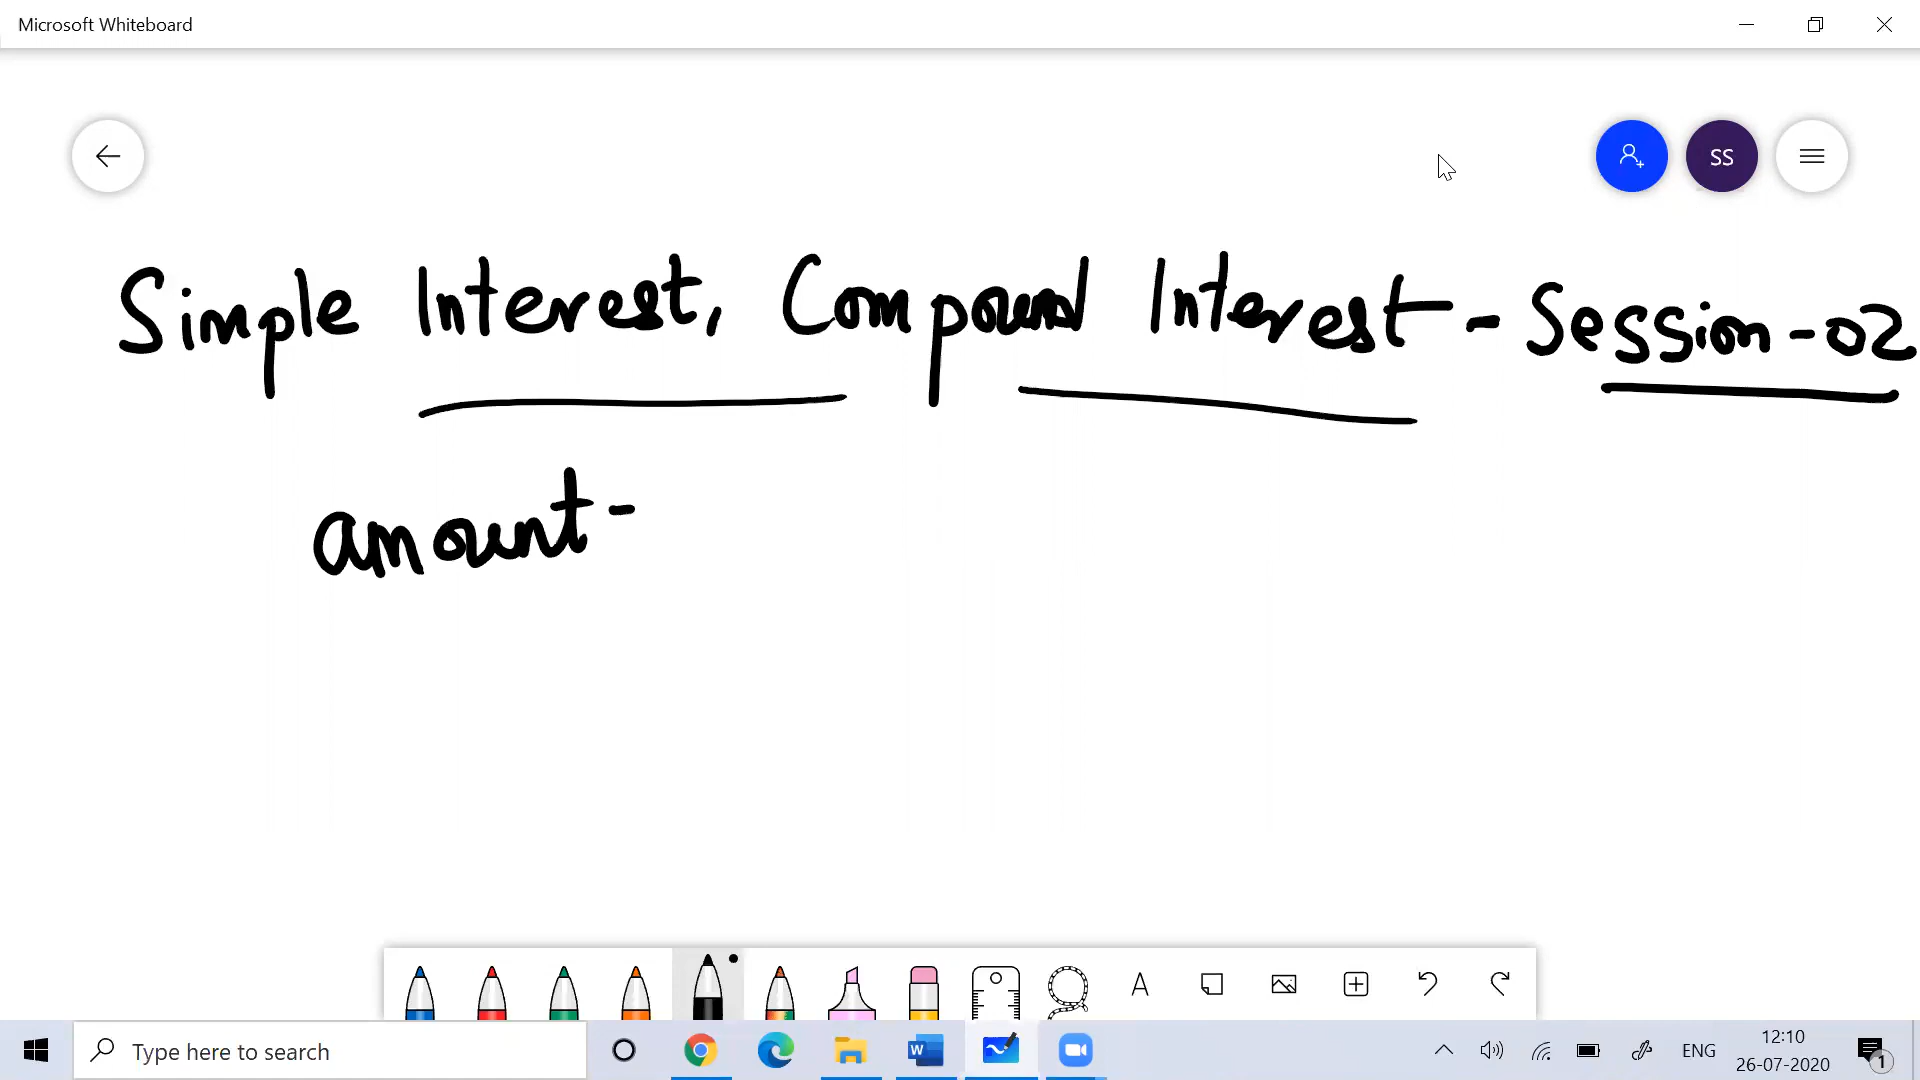 Microsoft Whiteboard
SS
Simple Interest, Compound Interest - Session - 02
amount -
A
Type here to search
W
ENG
12:10
26-07-2020
1